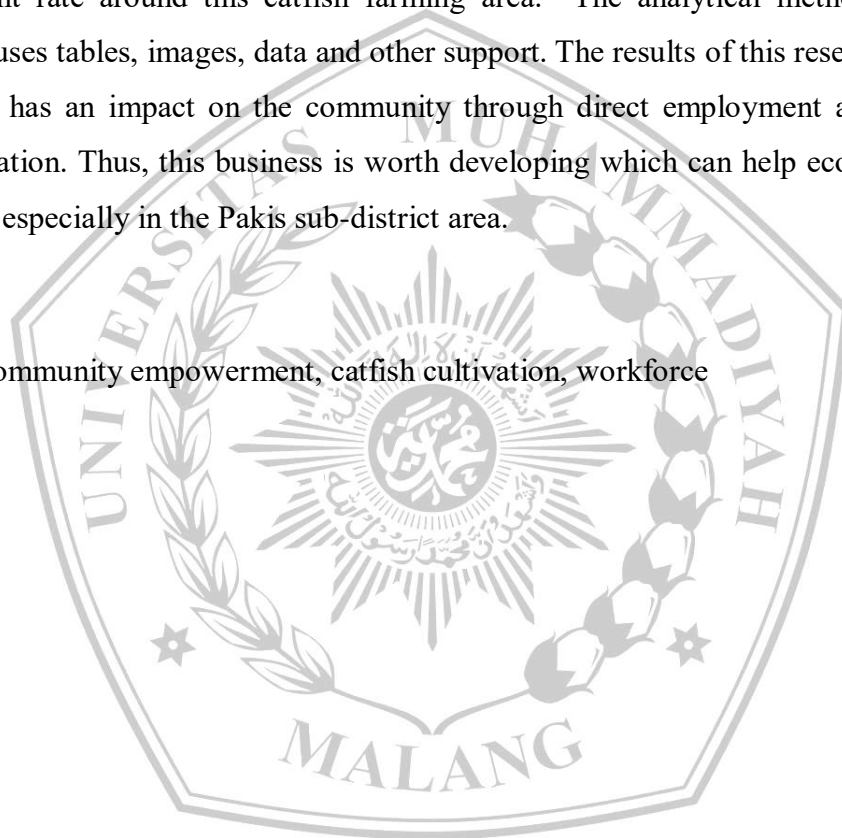 nt rate around this catfish farming area. The analytical metho
uses tables, images, data and other support. The results of this rese
has an impact on the community through direct employment a
ation. Thus, this business is worth developing which can help eco
especially in the Pakis sub-district area.
ommunity empowerment, catfish cultivation, workforce
UNIVERSITAS MUHAMMADIYAH
MALANG